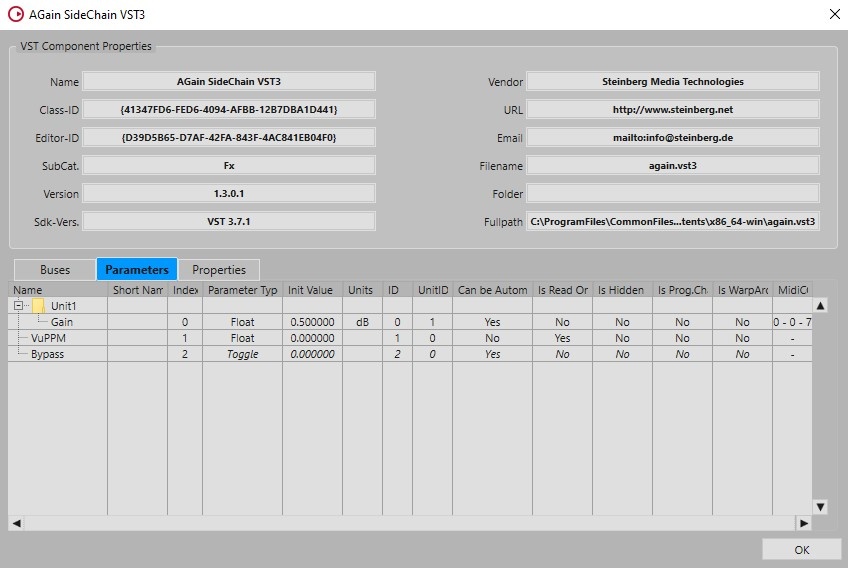 AGain SideChain VST3
VST Component Properties
Name AGain SideChain VST3
Class-ID {41347FD6-FED6-4094-AFBB-12B7DBA1D441}
Editor-ID {D39D5B65-D7AF-42FA-843F-4AC841EB04F0}
SubCat. Fx
Version 1.3.0.1
Sdk-Vers. VST 3.7.1
Vendor Steinberg Media Technologies
URL http://www.steinberg.net
Email mailto:info@steinberg.de
Filename again.vst3
Folder
Fullpath C:\ProgramFiles\CommonFiles...tents\x86_64-win\again.vst3
Buses Parameters Properties
Name Short Nam Index Parameter Typ Init Value Units ID UnitID Can be Autom Is Read Or Is Hidden Is Prog.Ch Is WarpAr MidiC
Unit1
Gain 0 Float 0.500000 dB 0 1 Yes No No No No 0 - 0 - 7
VuPPM 1 Float 0.000000 1 0 No Yes No No No -
Bypass 2 Toggle 0.000000 2 0 Yes No No No No -
OK